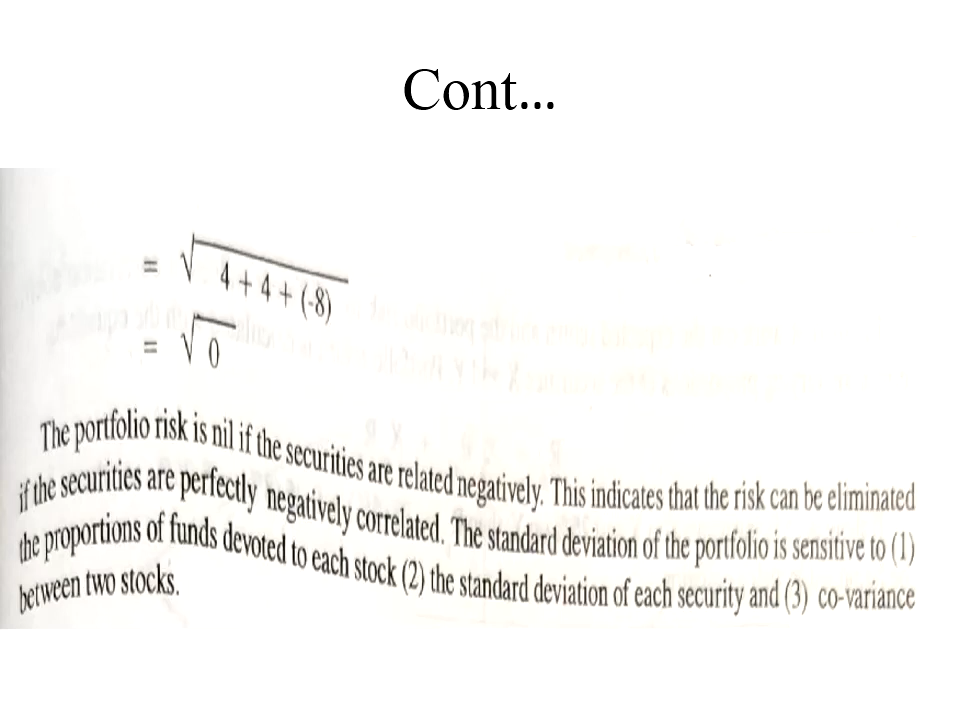 Cont...
= √4 + 4 + (-8)
= √0
The portfolio risk is nil if the securities are related negatively. This indicates that the risk can be eliminated
if the securities are perfectly negatively correlated. The standard deviation of the portfolio is sensitive to (1)
the proportions of funds devoted to each stock (2) the standard deviation of each security and (3) co-variance
between two stocks.